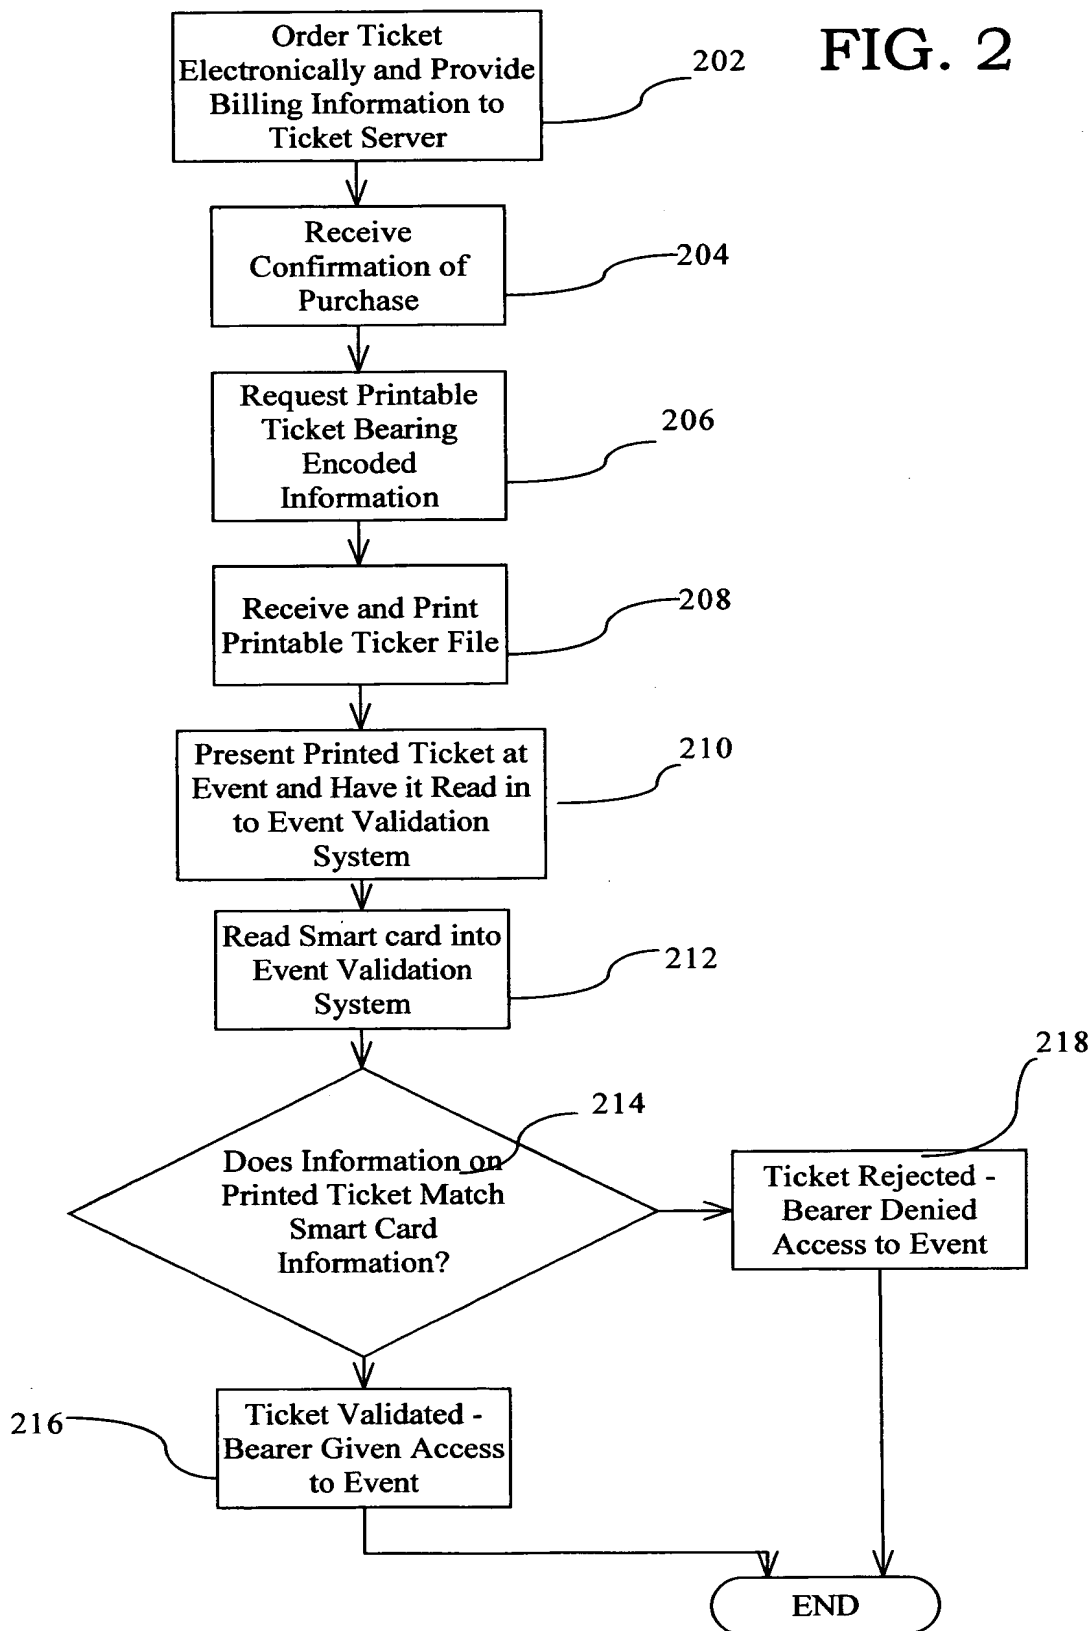 FIG. 2
Order Ticket
Electronically and Provide
Billing Information to
Ticket Server
202
Receive
Confirmation of
Purchase
204
Request Printable
Ticket Bearing
Encoded
Information
206
Receive and Print
Printable Ticker File
208
Present Printed Ticket at
Event and Have it Read in
to Event Validation
System
210
Read Smart card into
Event Validation
System
212
Does Information on
Printed Ticket Match
Smart Card
Information?
214
Ticket Rejected -
Bearer Denied
Access to Event
218
Ticket Validated -
Bearer Given Access
to Event
216
END